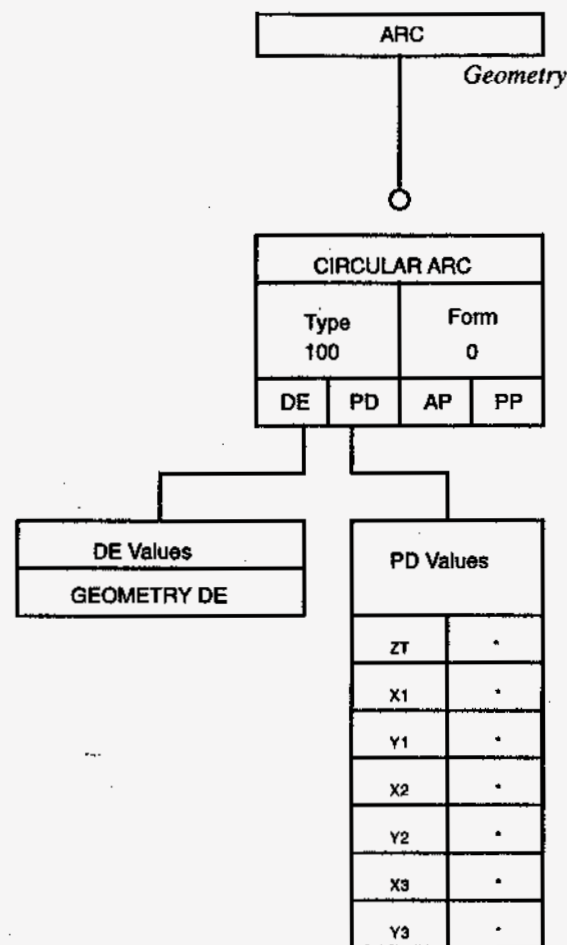 ARC
Geometry
CIRCULAR ARC
Type Form
100 0
DE PD AP PP
DE Values
GEOMETRY DE
PD Values
ZT *
X1 *
Y1 *
X2 *
Y2 *
X3 *
Y3 *